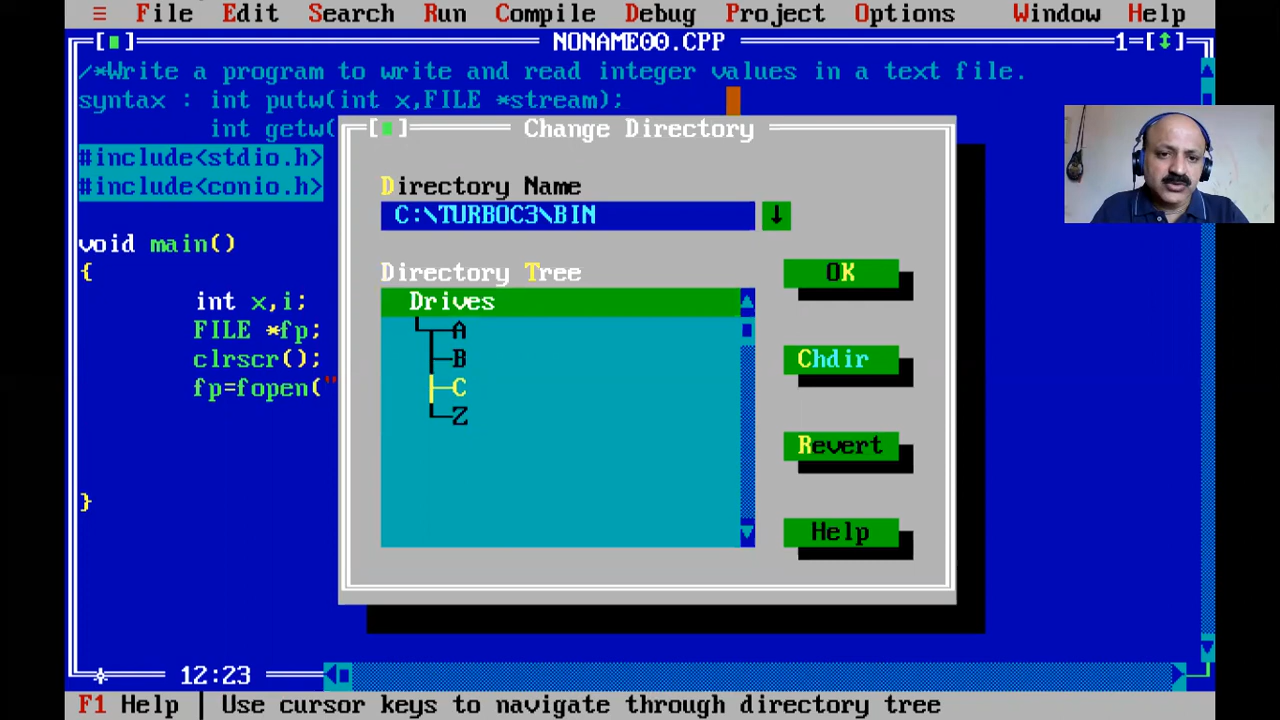 ≡ File Edit Search Run Compile Debug Project Options Window Help
[■] NONAME00.CPP 1=[↕]
/*Write a program to write and read integer values in a text file.
syntax : int putw(int x,FILE *stream);
int getw(
#include<stdio.h>
#include<conio.h>
void main()
{
int x,i;
FILE *fp;
clrscr();
fp=fopen("
}
[■] Change Directory
Directory Name
C:\TURBOC3\BIN ↓
Directory Tree
Drives
A
B
C
Z
OK
Chdir
Revert
Help
12:23
F1 Help │ Use cursor keys to navigate through directory tree